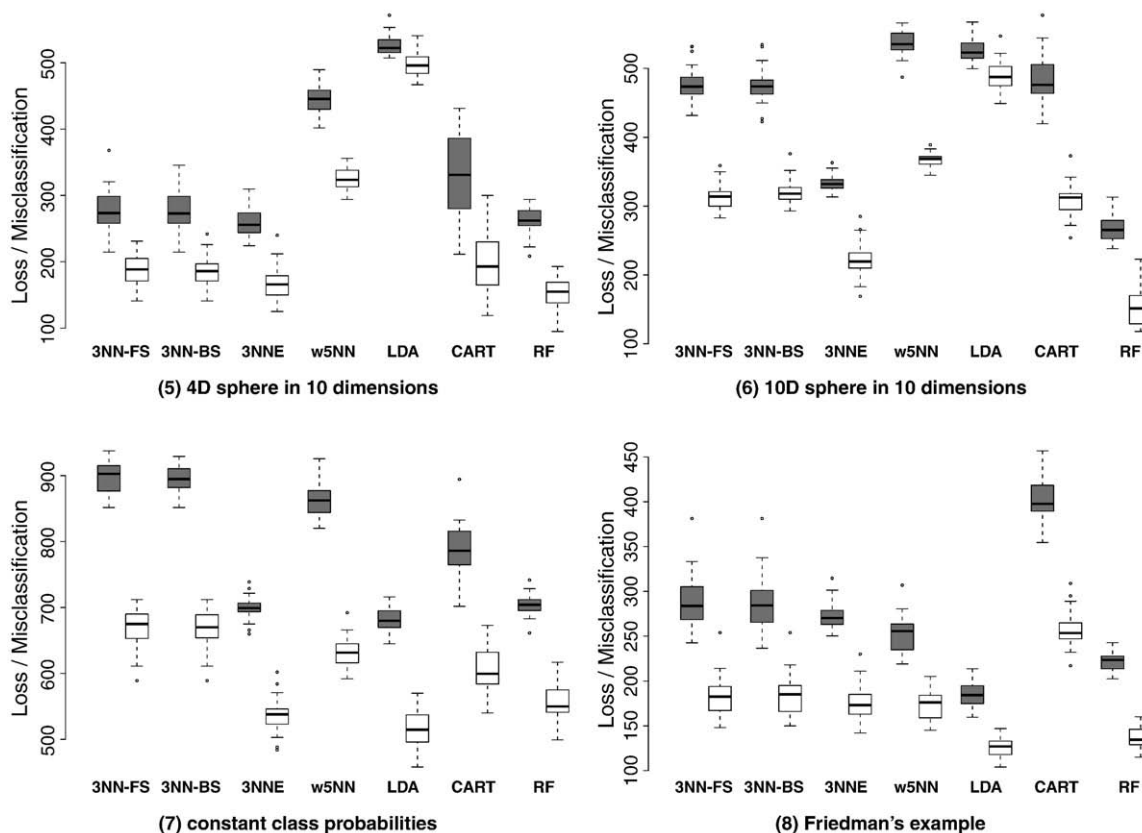 Loss / Misclassification
500
400
300
200
100
3NN-FS 3NN-BS 3NNE w5NN LDA CART RF
(5) 4D sphere in 10 dimensions
Loss / Misclassification
500
400
300
200
100
3NN-FS 3NN-BS 3NNE w5NN LDA CART RF
(6) 10D sphere in 10 dimensions
Loss / Misclassification
900
800
700
600
500
3NN-FS 3NN-BS 3NNE w5NN LDA CART RF
(7) constant class probabilities
Loss / Misclassification
450
400
350
300
250
200
150
100
3NN-FS 3NN-BS 3NNE w5NN LDA CART RF
(8) Friedman's example